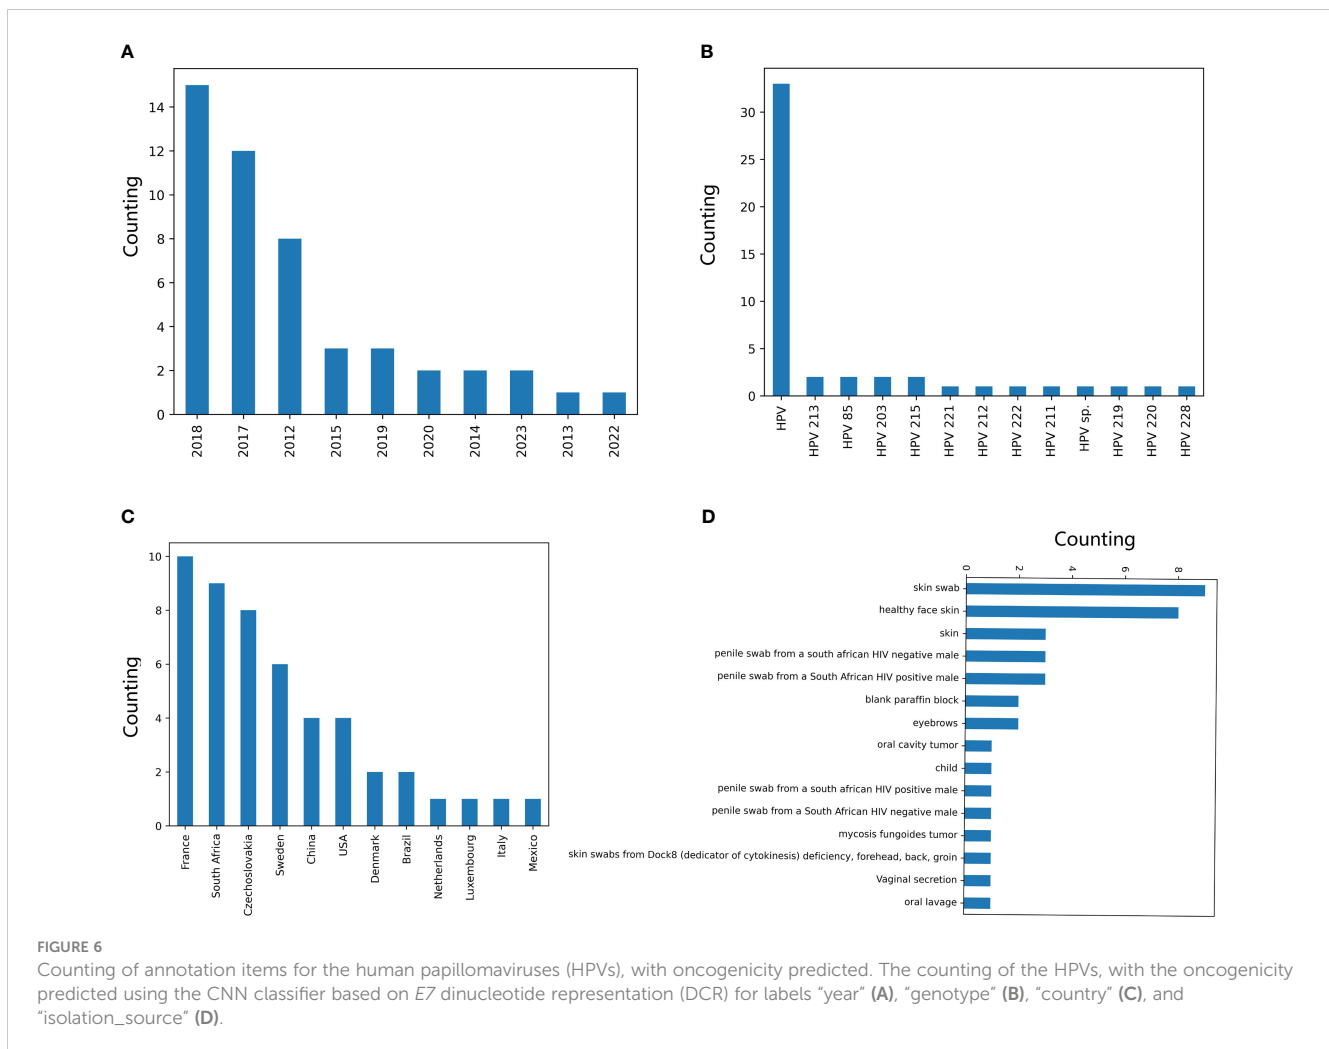 A
Counting
14
12
10
8
6
4
2
0
2018
2017
2012
2015
2019
2020
2014
2023
2013
2022
B
Counting
30
25
20
15
10
5
0
HPV
HPV 213
HPV 85
HPV 203
HPV 215
HPV 221
HPV 212
HPV 222
HPV 211
HPV sp.
HPV 219
HPV 220
HPV 228
C
Counting
10
8
6
4
2
0
France
South Africa
Czechoslovakia
Sweden
China
USA
Denmark
Brazil
Netherlands
Luxembourg
Italy
Mexico
D
Counting
0
2
4
6
8
skin swab
healthy face skin
skin
penile swab from a south african HIV negative male
penile swab from a South African HIV positive male
blank paraffin block
eyebrows
oral cavity tumor
child
penile swab from a south african HIV positive male
penile swab from a South African HIV negative male
mycosis fungoides tumor
skin swabs from Dock8 (dedicator of cytokinesis) deficiency, forehead, back, groin
Vaginal secretion
oral lavage
FIGURE 6
Counting of annotation items for the human papillomaviruses (HPVs), with oncogenicity predicted. The counting of the HPVs, with the oncogenicity
predicted using the CNN classifier based on E7 dinucleotide representation (DCR) for labels “year” (A), “genotype” (B), “country” (C), and
“isolation_source” (D).